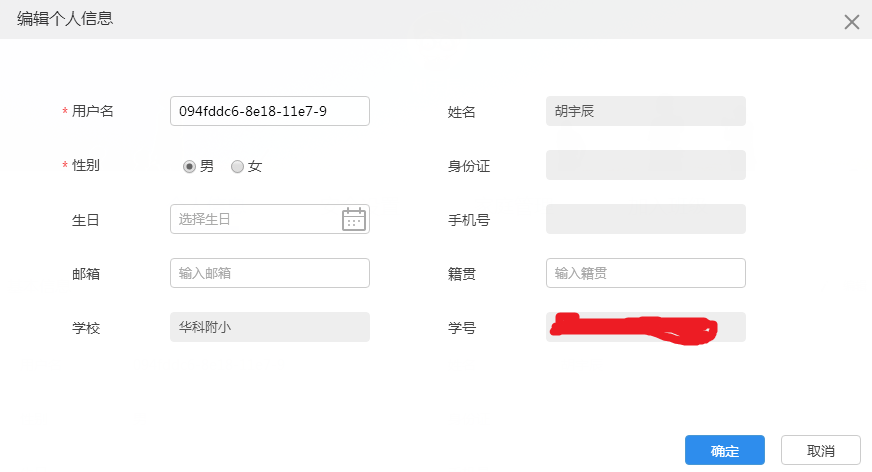 编辑个人信息
* 用户名 094fddc6-8e18-11e7-9 姓名 胡宇辰
* 性别 男 女 身份证
生日 选择生日 手机号
邮箱 输入邮箱 籍贯 输入籍贯
学校 华科附小 学号
确定 取消